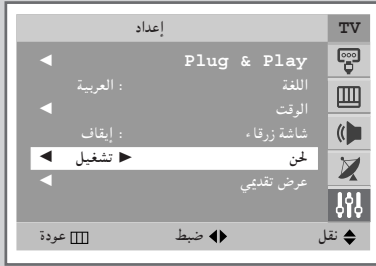 TV
إعداد
Plug & Play
اللغة : العربية
الوقت
شاشة زرقاء : إيقاف
لحن ► تشغيل ◄
عرض تقديمي
نقل ضبط عودة